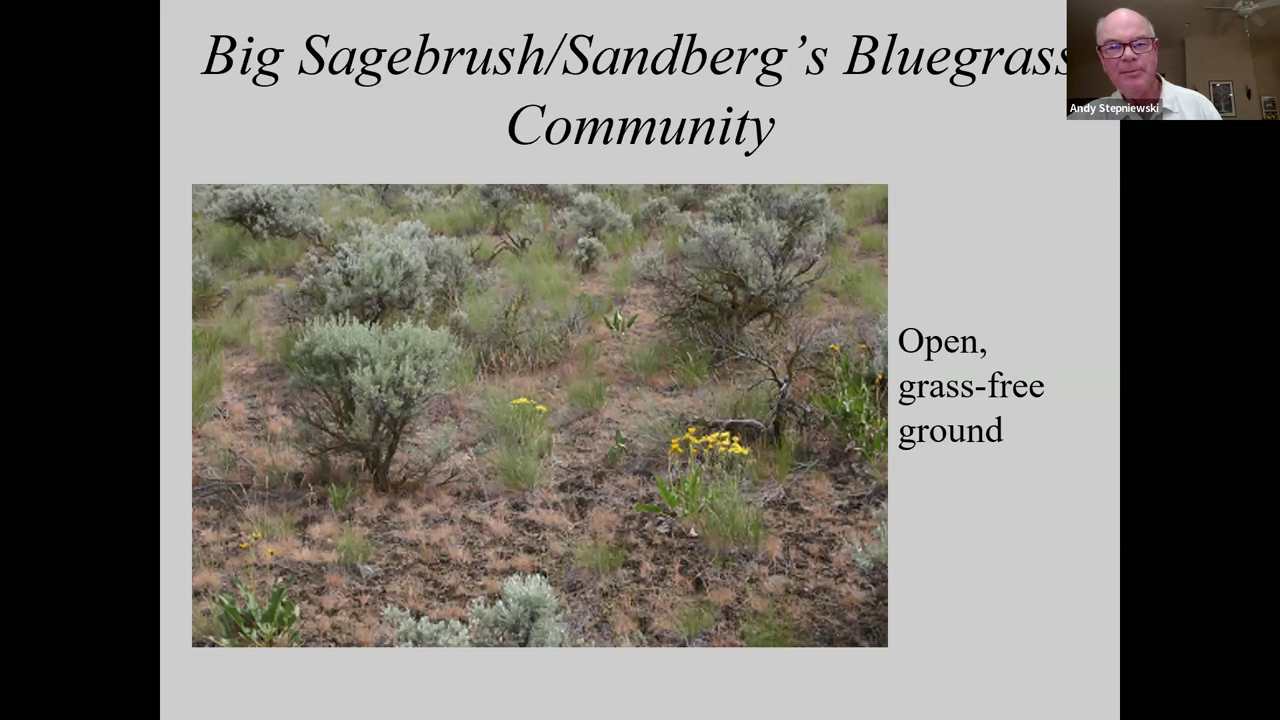 Big Sagebrush/Sandberg’s Bluegrass
Community
Andy Stepniewski
Open,
grass-free
ground